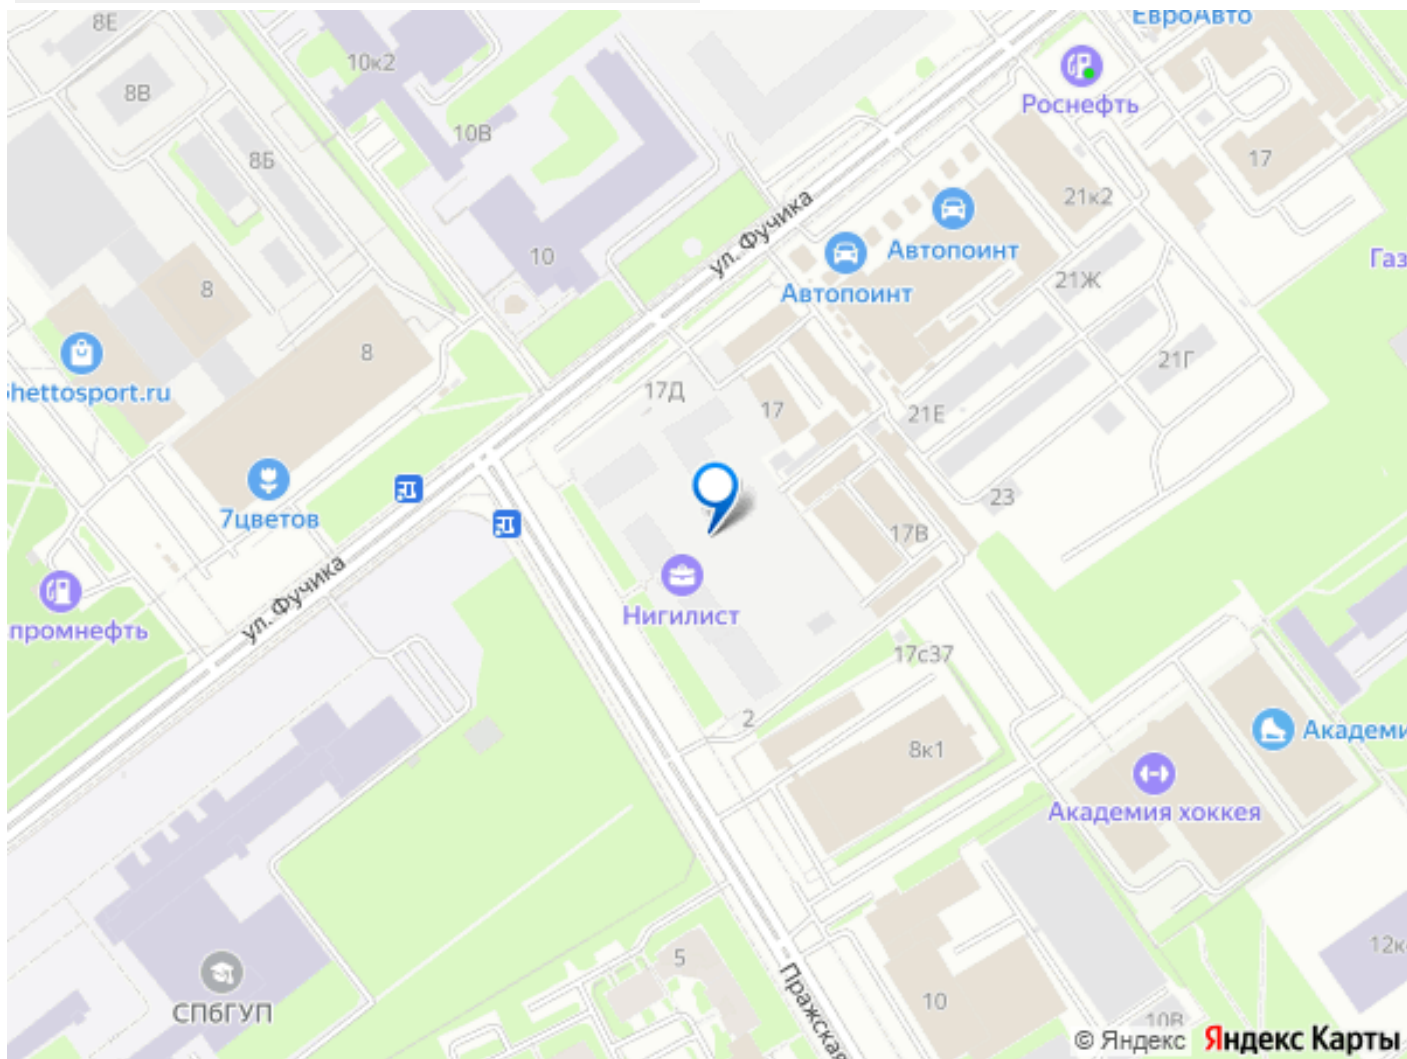 8Е
ЕвроАвто
10к2
8В
Роснефть
10В
8Б
17
21к2
ул. Фучика
Автопоинт
10
Газ
21Ж
8
Автопоинт
8
21Г
hettosport.ru
17Д
17
21Е
23
7цветов
17В
ул. Фучика
Нигилист
промнефть
17с37
2
Академи
8к1
Академия хоккея
12к
5
СПбГУП
Пражская
10
10В
© Яндекс Яндекс Карты